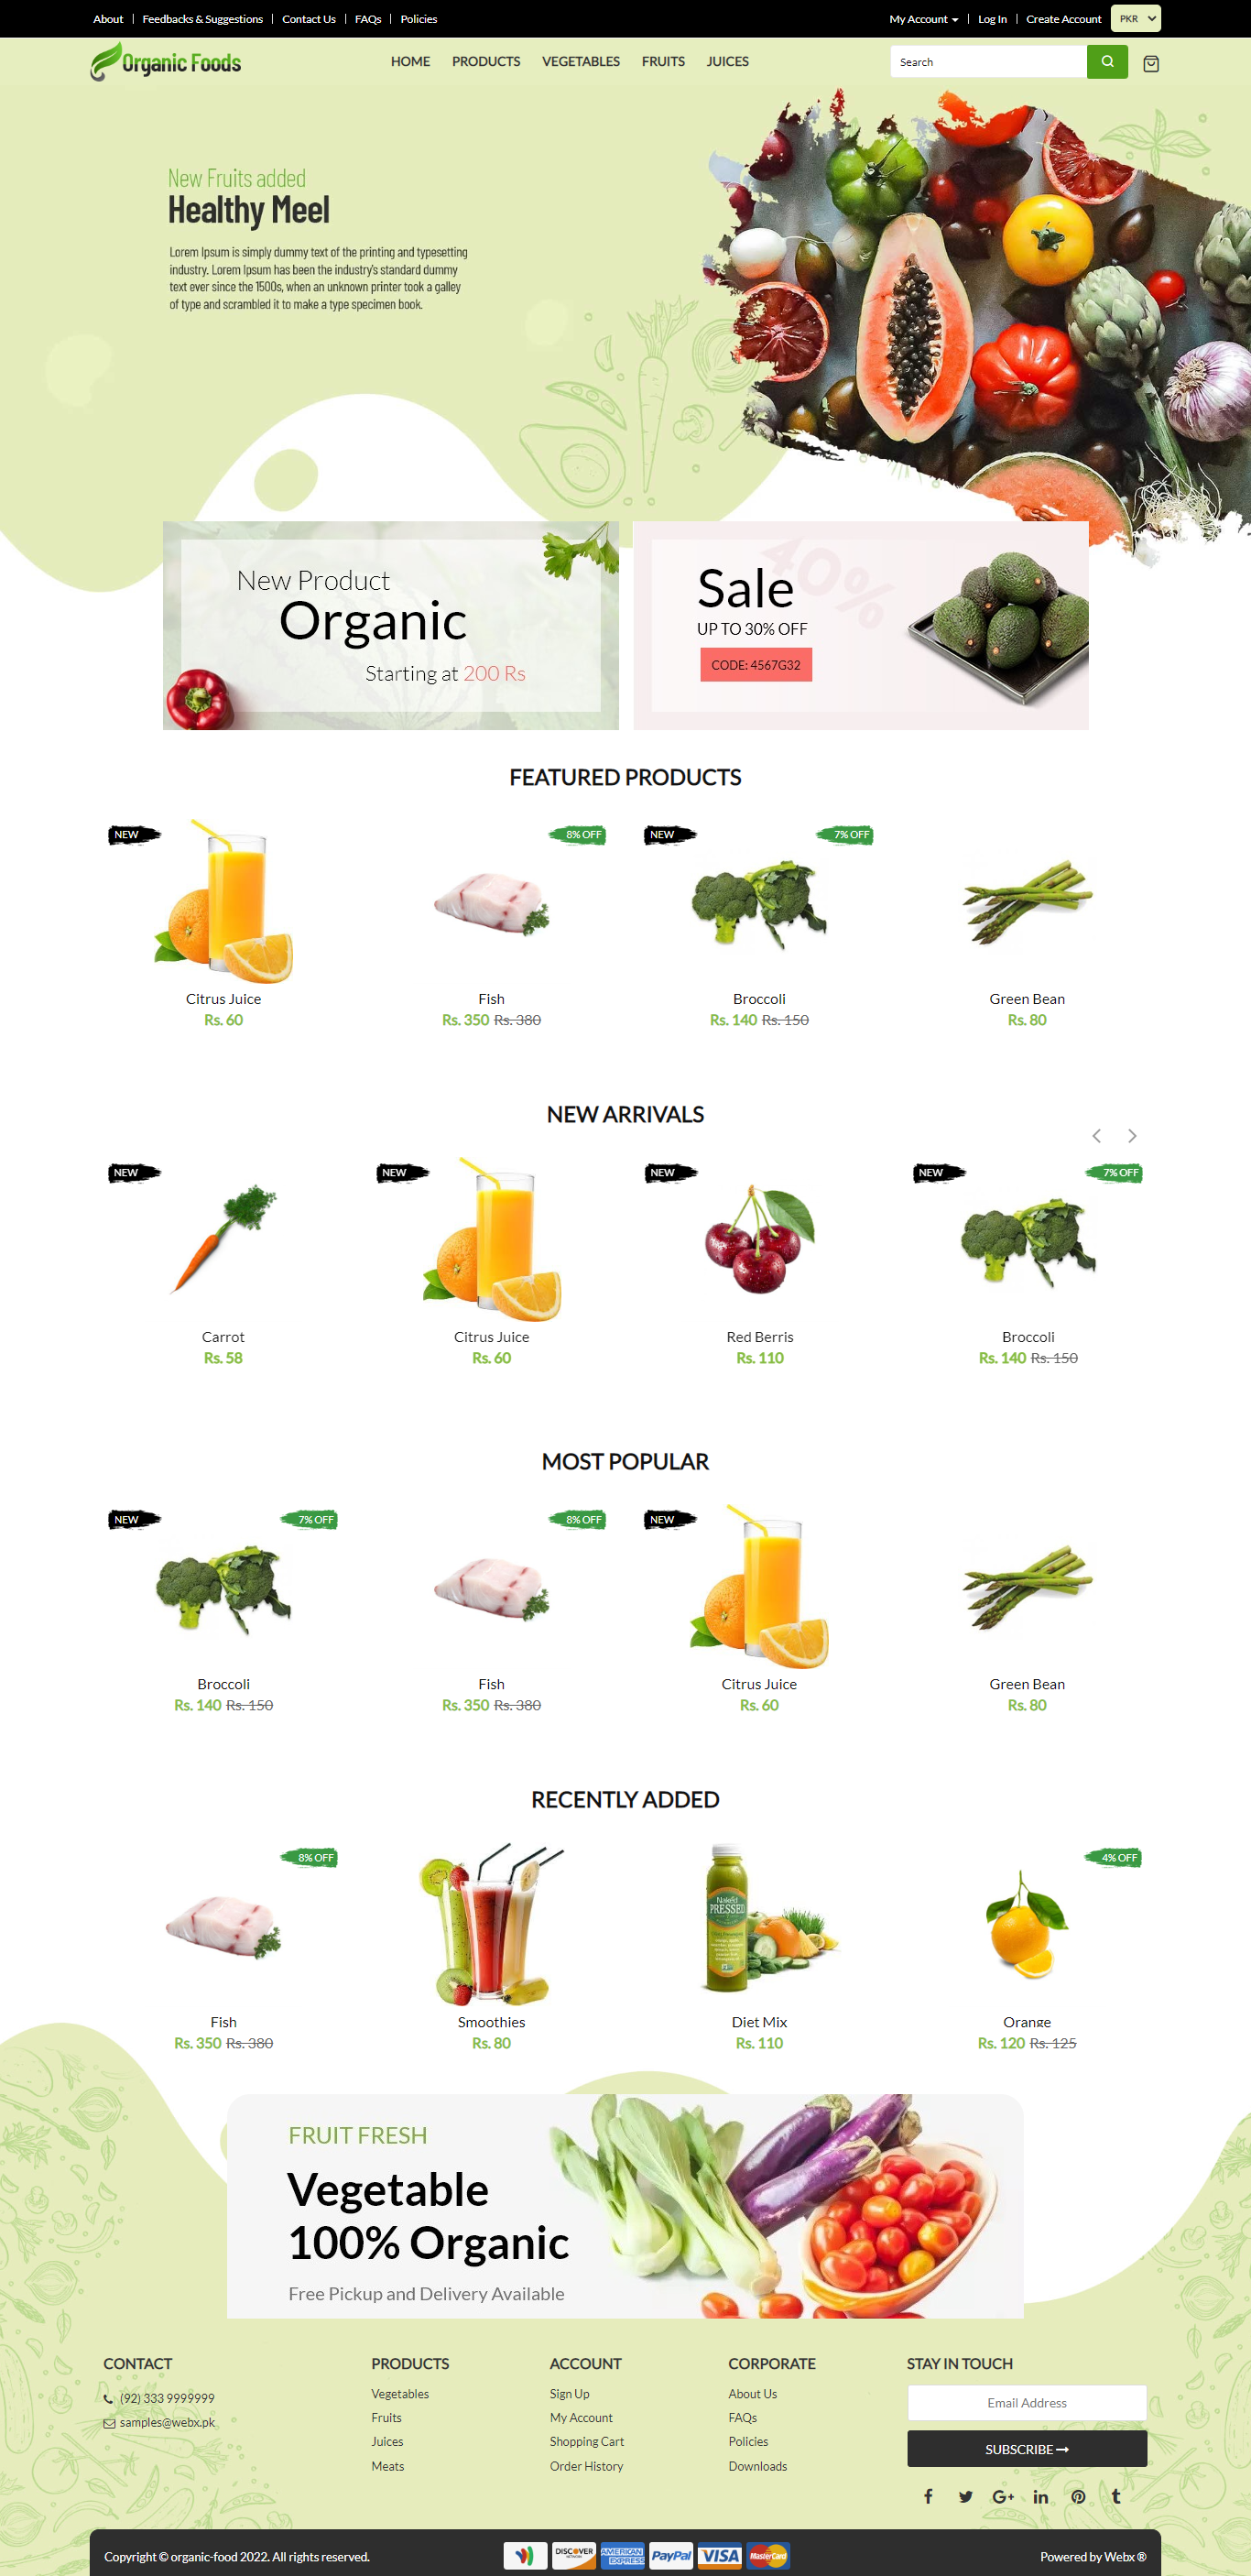 About | Feedbacks & Suggestions | Contact Us | FAQs | Policies
My Account | Log In | Create Account PKR
Organic Foods
HOME PRODUCTS VEGETABLES FRUITS JUICES
Search
New Fruits added
Healthy Meel
Lorem Ipsum is simply dummy text of the printing and typesetting
industry. Lorem Ipsum has been the industry's standard dummy
text ever since the 1500s, when an unknown printer took a galley
of type and scrambled it to make a type specimen book.
New Product
Organic
Starting at 200 Rs
40%
Sale
UP TO 30% OFF
CODE: 4567G32
FEATURED PRODUCTS
NEW 8% OFF NEW 7% OFF
Citrus Juice Fish Broccoli Green Bean
Rs. 60 Rs. 350 Rs. 380 Rs. 140 Rs. 150 Rs. 80
NEW ARRIVALS
NEW NEW NEW NEW 7% OFF
Carrot Citrus Juice Red Berris Broccoli
Rs. 58 Rs. 60 Rs. 110 Rs. 140 Rs. 150
MOST POPULAR
NEW 7% OFF 8% OFF NEW
Broccoli Fish Citrus Juice Green Bean
Rs. 140 Rs. 150 Rs. 350 Rs. 380 Rs. 60 Rs. 80
RECENTLY ADDED
8% OFF 4% OFF
Naked
PRESSED
Fish Smoothies Diet Mix Orange
Rs. 350 Rs. 380 Rs. 80 Rs. 110 Rs. 120 Rs. 125
FRUIT FRESH
Vegetable
100% Organic
Free Pickup and Delivery Available
CONTACT
(92) 333 9999999
samples@webx.pk
PRODUCTS
Vegetables
Fruits
Juices
Meats
ACCOUNT
Sign Up
My Account
Shopping Cart
Order History
CORPORATE
About Us
FAQs
Policies
Downloads
STAY IN TOUCH
Email Address
SUBSCRIBE
Copyright © organic-food 2022. All rights reserved.
DISCOVER
NETWORK
AMERICAN
EXPRESS
PayPal
VISA
MasterCard
Powered by Webx ®